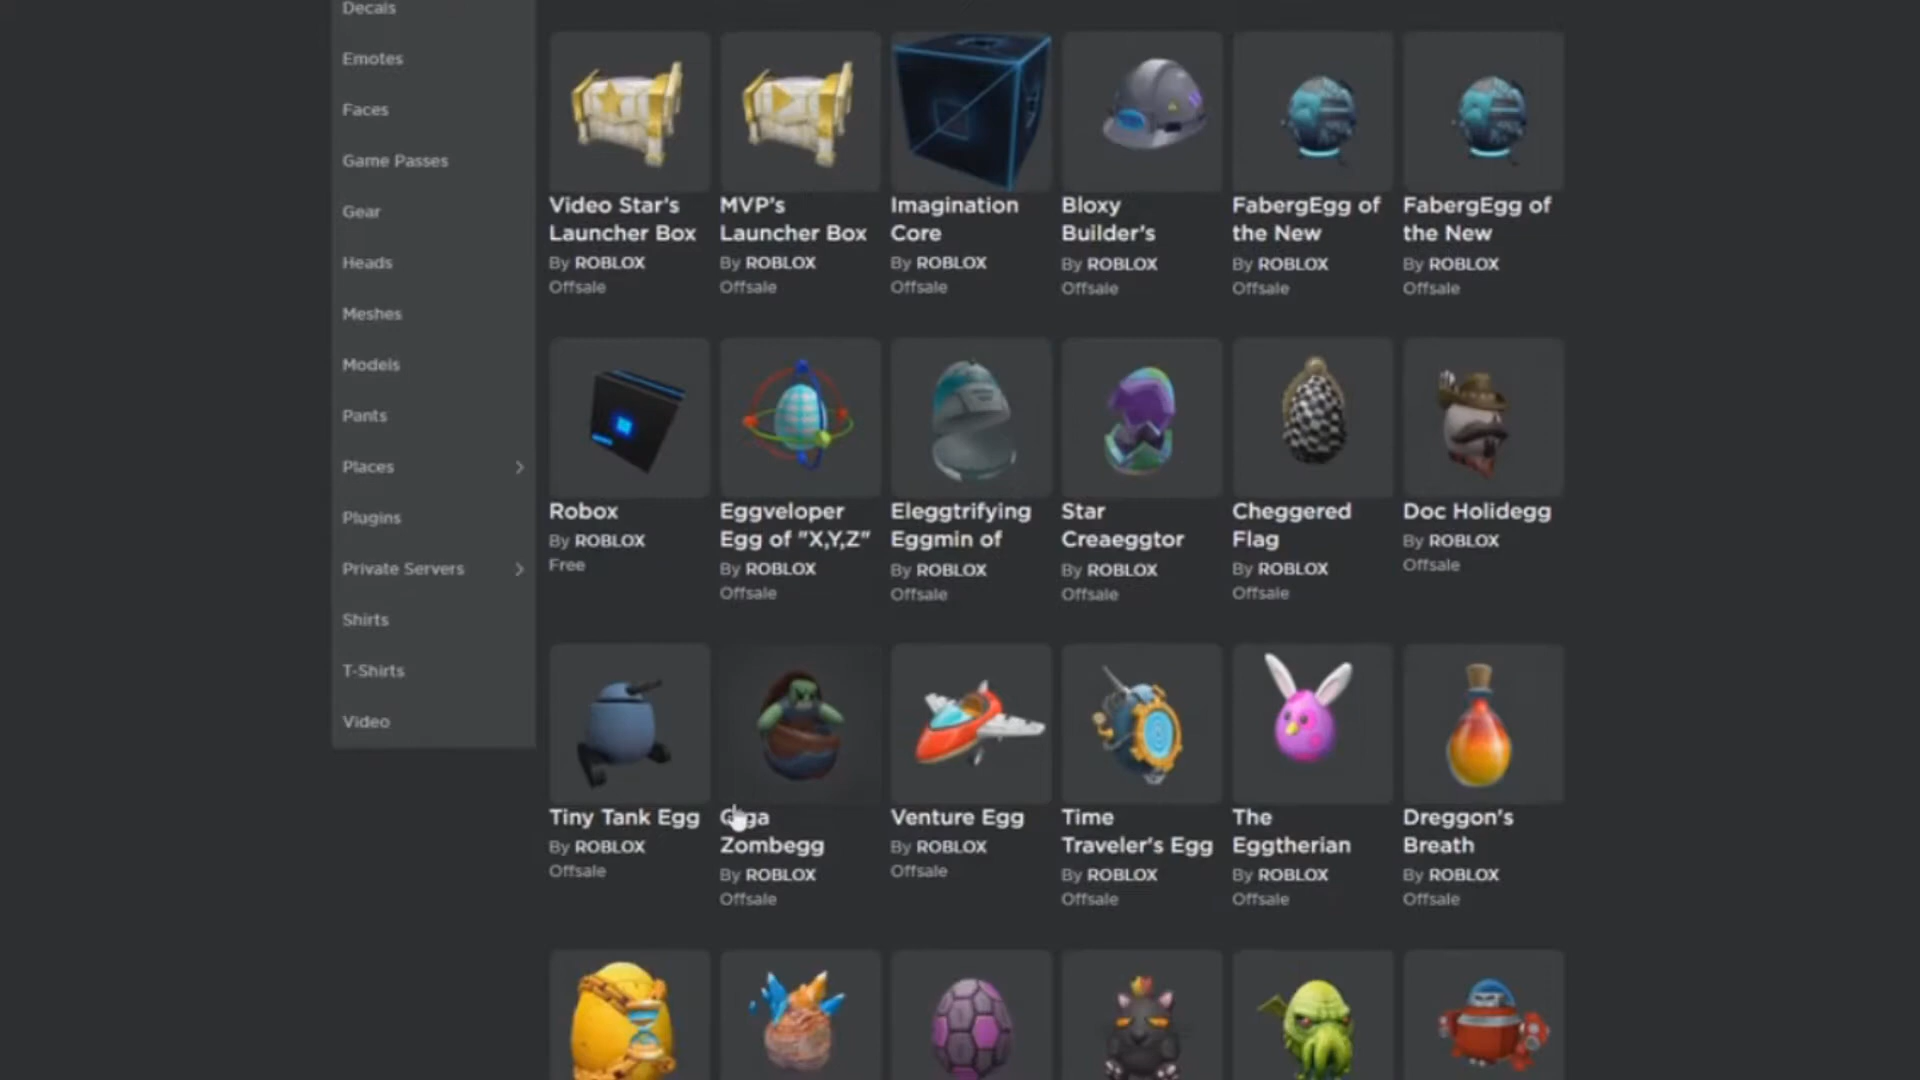 Decals
Emotes
Faces
Game Passes
Gear
Heads
Meshes
Models
Pants
Places
Plugins
Private Servers
Shirts
T-Shirts
Video
Video Star's
Launcher Box
By ROBLOX
Offsale
MVP's
Launcher Box
By ROBLOX
Offsale
Imagination
Core
By ROBLOX
Offsale
Bloxy
Builder's
By ROBLOX
Offsale
FabergEgg of
the New
By ROBLOX
Offsale
FabergEgg of
the New
By ROBLOX
Offsale
Robox
By ROBLOX
Free
Eggveloper
Egg of "X,Y,Z"
By ROBLOX
Offsale
Eleggtrifying
Eggmin of
By ROBLOX
Offsale
Star
Creaeggtor
By ROBLOX
Offsale
Cheggered
Flag
By ROBLOX
Offsale
Doc Holidegg
By ROBLOX
Offsale
Tiny Tank Egg
By ROBLOX
Offsale
Giga
Zombegg
By ROBLOX
Offsale
Venture Egg
By ROBLOX
Offsale
Time
Traveler's Egg
By ROBLOX
Offsale
The
Eggtherian
By ROBLOX
Offsale
Dreggon's
Breath
By ROBLOX
Offsale